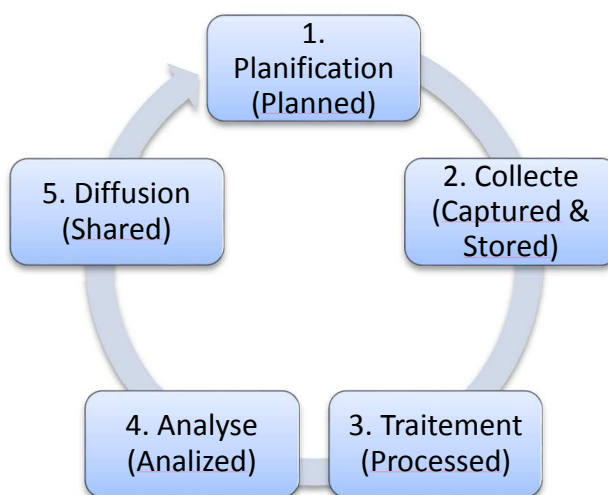 1.
Planification
(Planned)
2. Collecte
(Captured &
Stored)
3. Traitement
(Processed)
4. Analyse
(Analized)
5. Diffusion
(Shared)